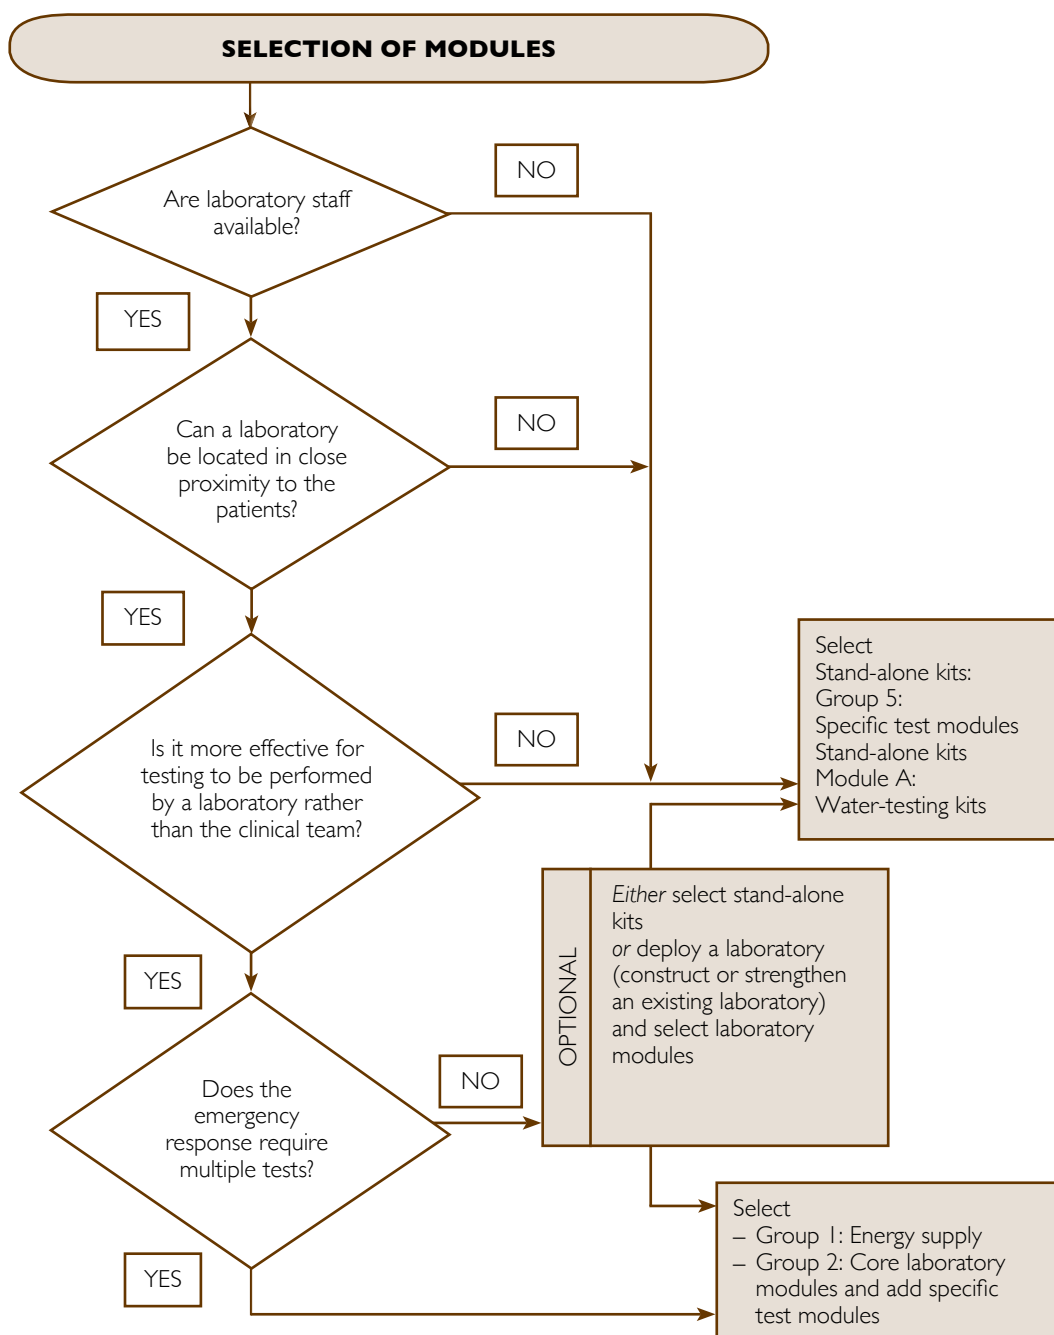 SELECTION OF MODULES
NO
Are laboratory staff
available?
YES
NO
Can a laboratory
be located in close
proximity to the
patients?
YES
Select
Stand-alone kits:
Group 5:
Specific test modules
Stand-alone kits
Module A:
Water-testing kits
NO
Is it more effective for
testing to be performed
by a laboratory rather
than the clinical team?
OPTIONAL
Either select stand-alone
kits
or deploy a laboratory
(construct or strengthen
an existing laboratory)
and select laboratory
modules
YES
NO
Does the
emergency
response require
multiple tests?
YES
Select
– Group 1: Energy supply
– Group 2: Core laboratory
modules and add specific
test modules